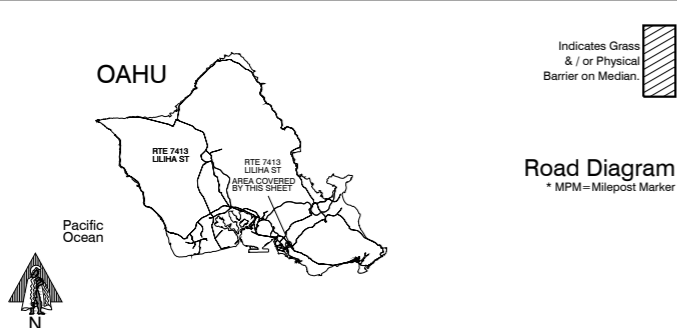 Indicates Grass
& / or Physical
Barrier on Median.
OAHU
RTE 7413
LILIHA ST
RTE 7413
LILIHA ST
AREA COVERED
BY THIS SHEET
Road Diagram
* MPM=Milepost Marker
Pacific
Ocean
N